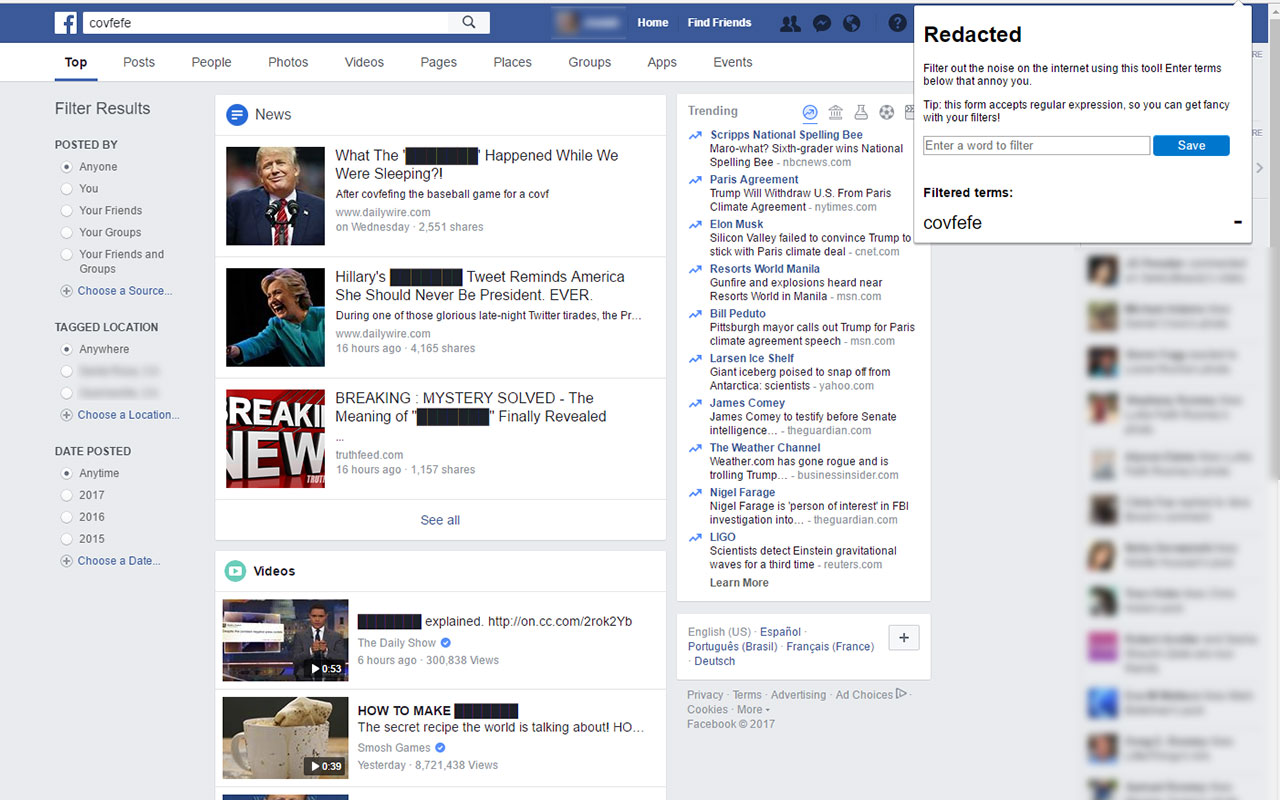 covfefe
Home
Find Friends
Top
Posts
People
Photos
Videos
Pages
Places
Groups
Apps
Events
Filter Results
POSTED BY
Anyone
You
Your Friends
Your Groups
Your Friends and
Groups
Choose a Source...
TAGGED LOCATION
Anywhere
Choose a Location...
DATE POSTED
Anytime
2017
2016
2015
Choose a Date...
News
What The '' Happened While We
Were Sleeping?!
After covfefing the baseball game for a covf
www.dailywire.com
on Wednesday · 2,551 shares
Hillary's Tweet Reminds America
She Should Never Be President. EVER.
During one of those glorious late-night Twitter tirades, the Pr...
www.dailywire.com
16 hours ago · 4,165 shares
BREAKI
NEW
TRUTH
BREAKING : MYSTERY SOLVED - The
Meaning of "" Finally Revealed
...
truthfeed.com
16 hours ago · 1,157 shares
See all
Videos
0:53
explained. http://on.cc.com/2rok2Yb
The Daily Show
6 hours ago · 300,838 Views
0:39
HOW TO MAKE
The secret recipe the world is talking about! HO...
Smosh Games
Yesterday · 8,721,438 Views
Trending
Scripps National Spelling Bee
Maro-what? Sixth-grader wins National
Spelling Bee - nbcnews.com
Paris Agreement
Trump Will Withdraw U.S. From Paris
Climate Agreement - nytimes.com
Elon Musk
Silicon Valley failed to convince Trump to
stick with Paris climate deal - cnet.com
Resorts World Manila
Gunfire and explosions heard near
Resorts World in Manila - msn.com
Bill Peduto
Pittsburgh mayor calls out Trump for Paris
climate agreement speech - msn.com
Larsen Ice Shelf
Giant iceberg poised to snap off from
Antarctica: scientists - yahoo.com
James Comey
James Comey to testify before Senate
intelligence... - theguardian.com
The Weather Channel
Weather.com has gone rogue and is
trolling Trump... - businessinsider.com
Nigel Farage
Nigel Farage is 'person of interest' in FBI
investigation into... - theguardian.com
LIGO
Scientists detect Einstein gravitational
waves for a third time - reuters.com
Learn More
English (US) · Español ·
Português (Brasil) · Français (France)
· Deutsch
Privacy · Terms · Advertising · Ad Choices ·
Cookies · More
Facebook © 2017
Redacted
Filter out the noise on the internet using this tool! Enter terms
below that annoy you.
Tip: this form accepts regular expression, so you can get fancy
with your filters!
Enter a word to filter
Save
Filtered terms:
covfefe
-
RE
RE